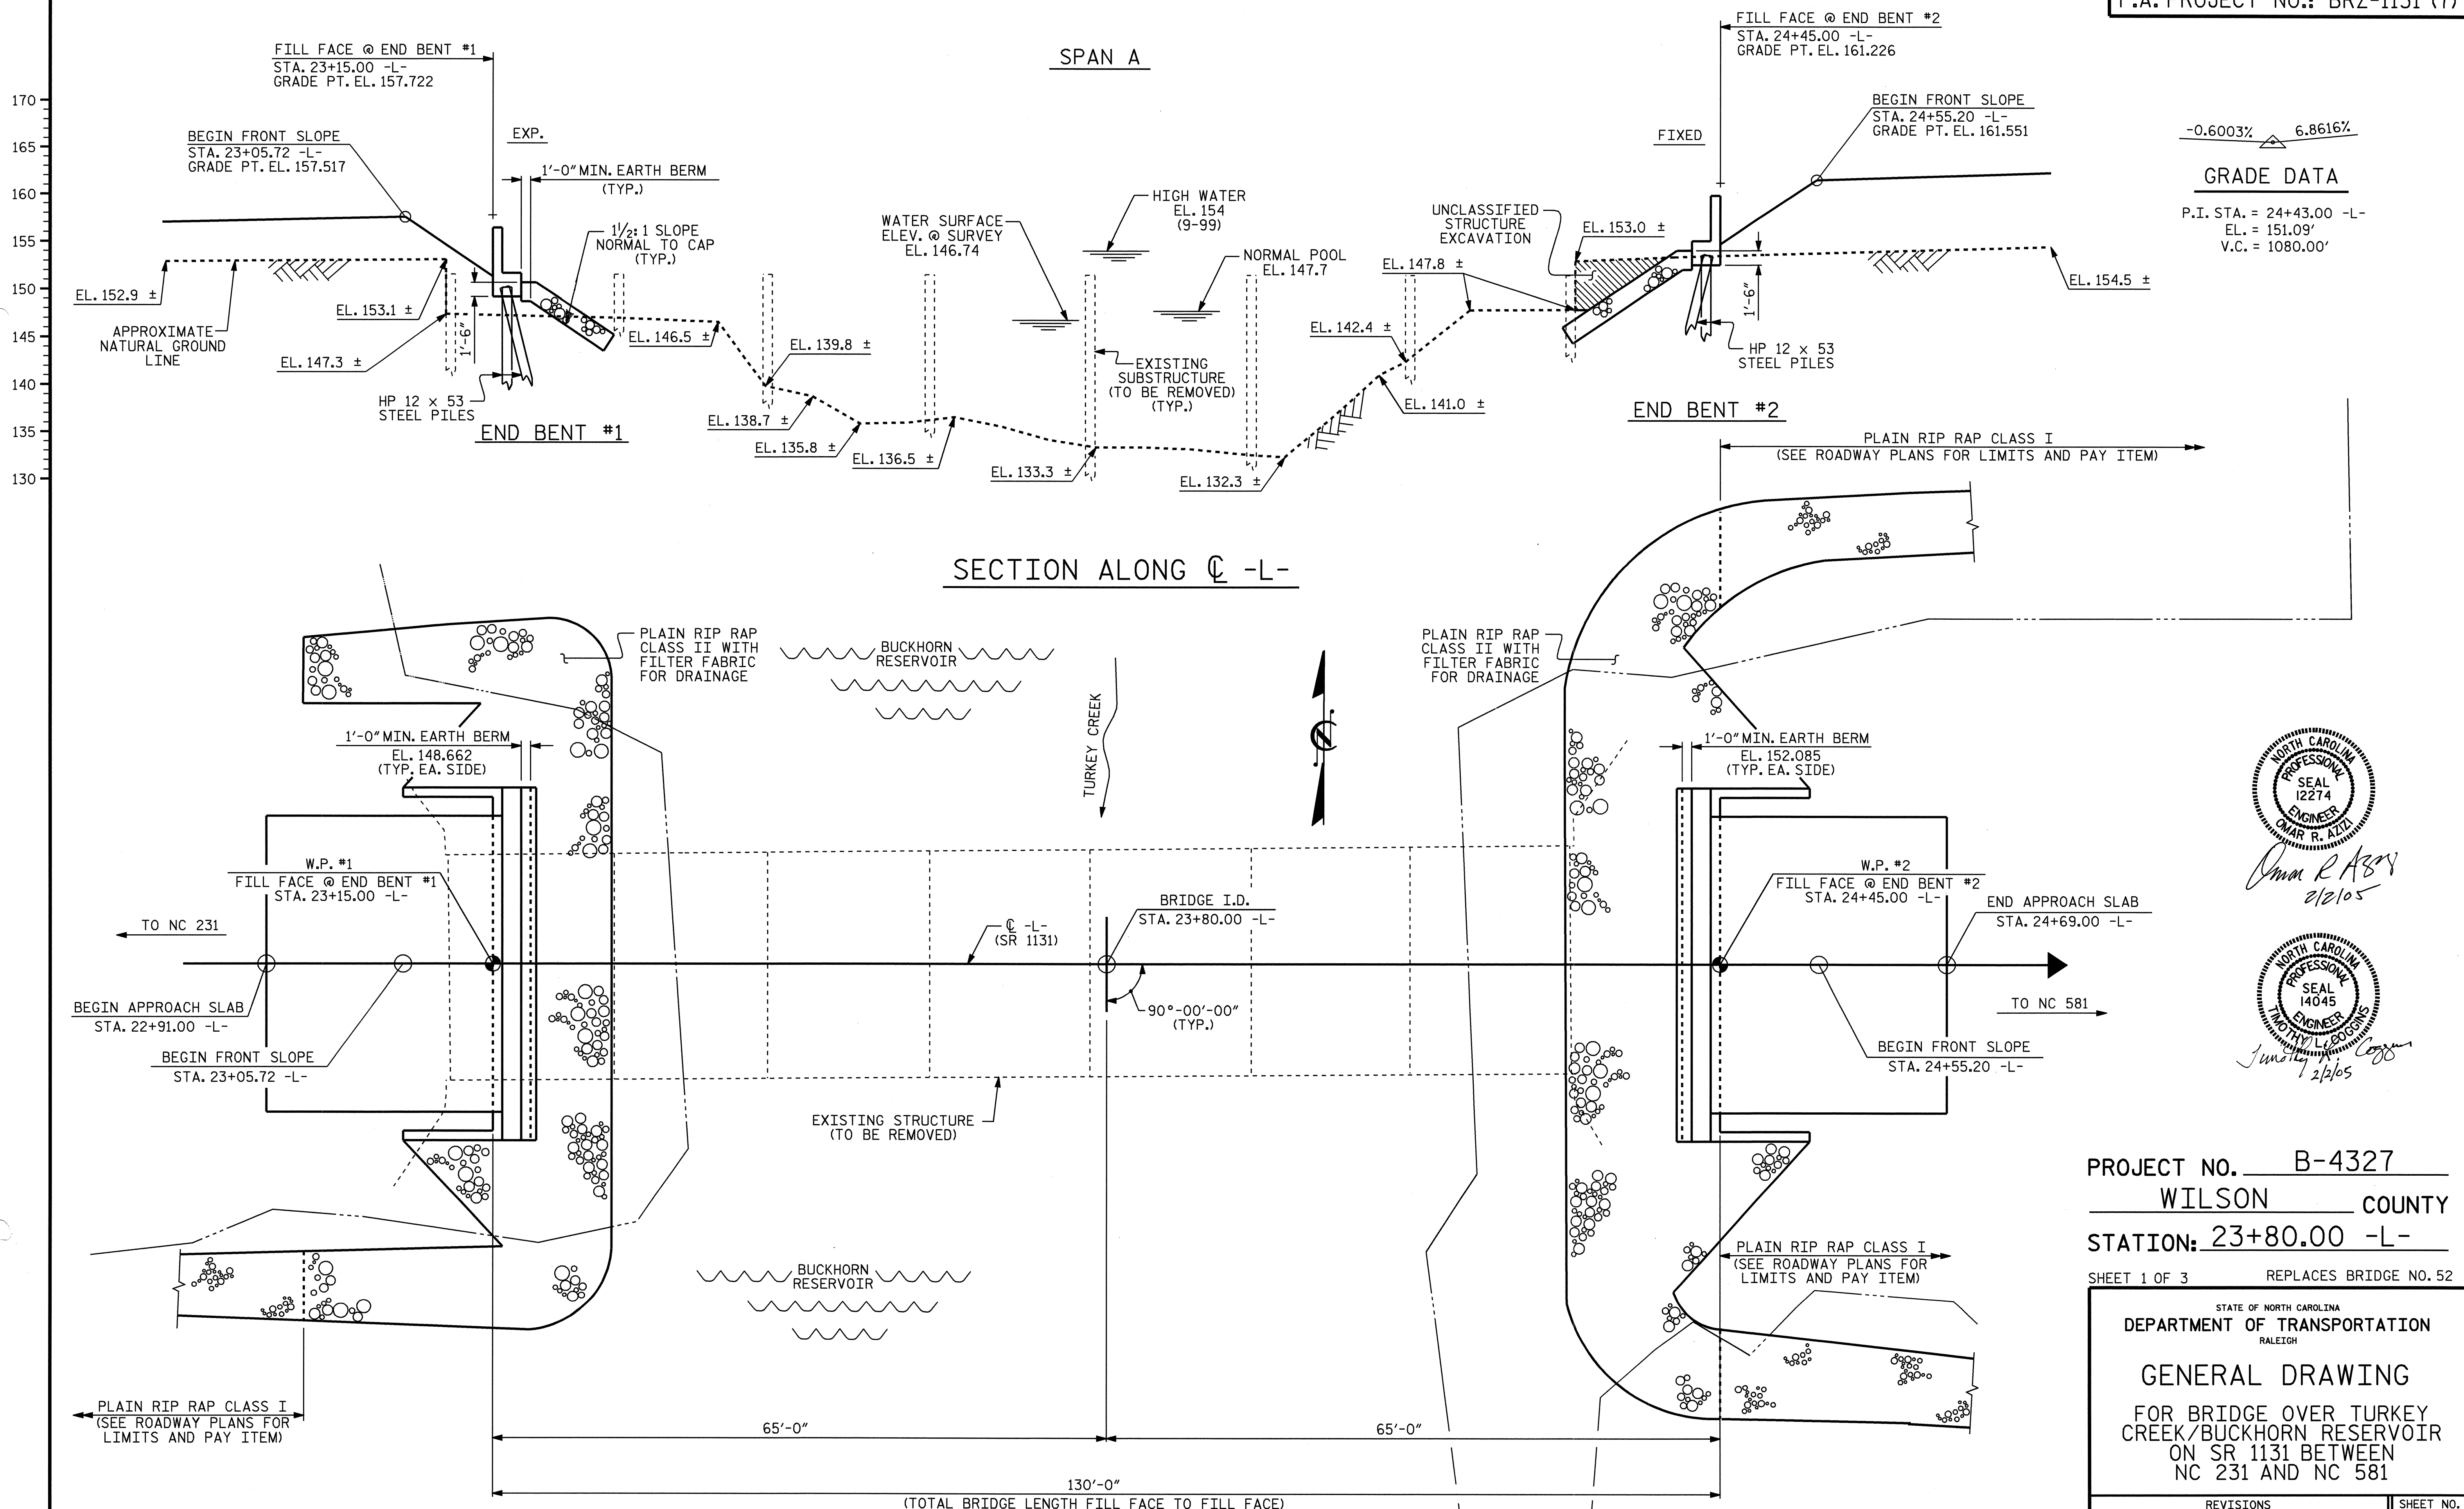 F.A. PROJECT NO.: BRZ-1131 (7)
FILL FACE @ END BENT #1
STA. 23+15.00 -L-
GRADE PT. EL. 157.722
SPAN A
FILL FACE @ END BENT #2
STA. 24+45.00 -L-
GRADE PT. EL. 161.226
170
165
160
155
150
145
140
135
130
BEGIN FRONT SLOPE
STA. 23+05.72 -L-
GRADE PT. EL. 157.517
EXP.
1'-0" MIN. EARTH BERM
(TYP.)
1 1/2: 1 SLOPE
NORMAL TO CAP
(TYP.)
WATER SURFACE
ELEV. @ SURVEY
EL. 146.74
HIGH WATER
EL. 154
(9-99)
NORMAL POOL
EL. 147.7
UNCLASSIFIED
STRUCTURE
EXCAVATION
EL. 153.0 ±
EL. 147.8 ±
FIXED
BEGIN FRONT SLOPE
STA. 24+55.20 -L-
GRADE PT. EL. 161.551
-0.6003% 6.8616%
GRADE DATA
P.I. STA. = 24+43.00 -L-
EL. = 151.09'
V.C. = 1080.00'
EL. 152.9 ±
APPROXIMATE
NATURAL GROUND
LINE
EL. 153.1 ±
EL. 147.3 ±
1'-6"
HP 12 x 53
STEEL PILES
END BENT #1
EL. 146.5 ±
EL. 139.8 ±
EL. 138.7 ±
EL. 135.8 ±
EL. 136.5 ±
EL. 133.3 ±
EXISTING
SUBSTRUCTURE
(TO BE REMOVED)
(TYP.)
EL. 132.3 ±
EL. 142.4 ±
EL. 141.0 ±
1'-6"
HP 12 x 53
STEEL PILES
EL. 154.5 ±
END BENT #2
PLAIN RIP RAP CLASS I
(SEE ROADWAY PLANS FOR LIMITS AND PAY ITEM)
SECTION ALONG ℄ -L-
PLAIN RIP RAP
CLASS II WITH
FILTER FABRIC
FOR DRAINAGE
BUCKHORN
RESERVOIR
TURKEY CREEK
PLAIN RIP RAP
CLASS II WITH
FILTER FABRIC
FOR DRAINAGE
1'-0" MIN. EARTH BERM
EL. 148.662
(TYP. EA. SIDE)
1'-0" MIN. EARTH BERM
EL. 152.085
(TYP. EA. SIDE)
W.P. #1
FILL FACE @ END BENT #1
STA. 23+15.00 -L-
TO NC 231
BEGIN APPROACH SLAB
STA. 22+91.00 -L-
BEGIN FRONT SLOPE
STA. 23+05.72 -L-
℄ -L-
(SR 1131)
BRIDGE I.D.
STA. 23+80.00 -L-
90°-00'-00"
(TYP.)
EXISTING STRUCTURE
(TO BE REMOVED)
W.P. #2
FILL FACE @ END BENT #2
STA. 24+45.00 -L-
END APPROACH SLAB
STA. 24+69.00 -L-
TO NC 581
BEGIN FRONT SLOPE
STA. 24+55.20 -L-
PLAIN RIP RAP CLASS I
(SEE ROADWAY PLANS FOR
LIMITS AND PAY ITEM)
BUCKHORN
RESERVOIR
PLAIN RIP RAP CLASS I
(SEE ROADWAY PLANS FOR
LIMITS AND PAY ITEM)
65'-0"
65'-0"
130'-0"
(TOTAL BRIDGE LENGTH FILL FACE TO FILL FACE)
NORTH CAROLINA
PROFESSIONAL
SEAL
12274
ENGINEER
OMAR R. AZIZI
2/2/05
NORTH CAROLINA
PROFESSIONAL
SEAL
14045
ENGINEER
TIMOTHY L. COGGINS
2/2/05
PROJECT NO. B-4327
WILSON COUNTY
STATION: 23+80.00 -L-
SHEET 1 OF 3 REPLACES BRIDGE NO. 52
STATE OF NORTH CAROLINA
DEPARTMENT OF TRANSPORTATION
RALEIGH
GENERAL DRAWING
FOR BRIDGE OVER TURKEY
CREEK/BUCKHORN RESERVOIR
ON SR 1131 BETWEEN
NC 231 AND NC 581
REVISIONS
SHEET NO.